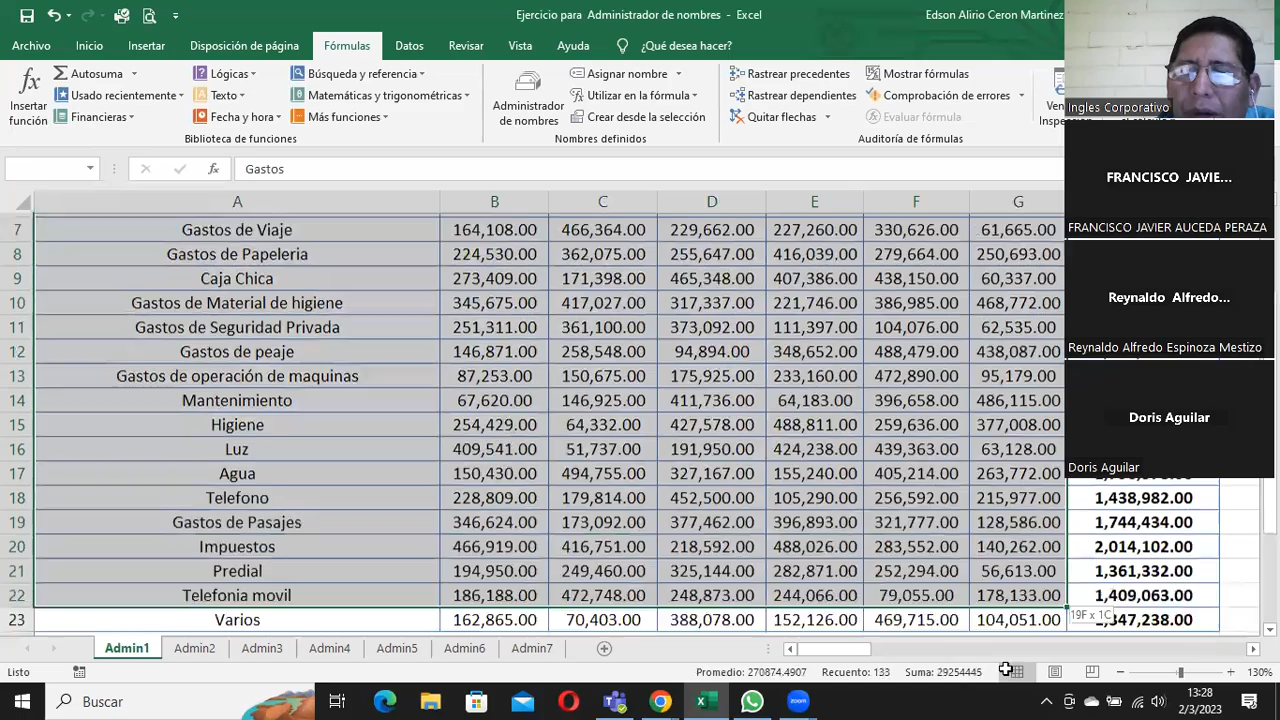 Ejercicio para Administrador de nombres - Excel
Edson Alirio Ceron Martinez
Archivo Inicio Insertar Disposición de página Fórmulas Datos Revisar Vista Ayuda ¿Qué desea hacer?
Insertar función
Autosuma
Usado recientemente
Financieras
Lógicas
Texto
Fecha y hora
Búsqueda y referencia
Matemáticas y trigonométricas
Más funciones
Biblioteca de funciones
Administrador de nombres
Asignar nombre
Utilizar en la fórmula
Crear desde la selección
Nombres definidos
Rastrear precedentes
Rastrear dependientes
Quitar flechas
Mostrar fórmulas
Comprobación de errores
Evaluar fórmula
Auditoría de fórmulas
Ingles Corporativo
fx Gastos
A B C D E F G
7 Gastos de Viaje 164,108.00 466,364.00 229,662.00 227,260.00 330,626.00 61,665.00
8 Gastos de Papeleria 224,530.00 362,075.00 255,647.00 416,039.00 279,664.00 250,693.00
9 Caja Chica 273,409.00 171,398.00 465,348.00 407,386.00 438,150.00 60,337.00
10 Gastos de Material de higiene 345,675.00 417,027.00 317,337.00 221,746.00 386,985.00 468,772.00
11 Gastos de Seguridad Privada 251,311.00 361,100.00 373,092.00 111,397.00 104,076.00 62,535.00
12 Gastos de peaje 146,871.00 258,548.00 94,894.00 348,652.00 488,479.00 438,087.00
13 Gastos de operación de maquinas 87,253.00 150,675.00 175,925.00 233,160.00 472,890.00 95,179.00
14 Mantenimiento 67,620.00 146,925.00 411,736.00 64,183.00 396,658.00 486,115.00
15 Higiene 254,429.00 64,332.00 427,578.00 488,811.00 259,636.00 377,008.00
16 Luz 409,541.00 51,737.00 191,950.00 424,238.00 439,363.00 63,128.00
17 Agua 150,430.00 494,755.00 327,167.00 155,240.00 405,214.00 263,772.00
18 Telefono 228,809.00 179,814.00 452,500.00 105,290.00 256,592.00 215,977.00 1,438,982.00
19 Gastos de Pasajes 346,624.00 173,092.00 377,462.00 396,893.00 321,777.00 128,586.00 1,744,434.00
20 Impuestos 466,919.00 416,751.00 218,592.00 488,026.00 283,552.00 140,262.00 2,014,102.00
21 Predial 194,950.00 249,460.00 325,144.00 282,871.00 252,294.00 56,613.00 1,361,332.00
22 Telefonia movil 186,188.00 472,748.00 248,873.00 244,066.00 79,055.00 178,133.00 1,409,063.00
19F x 1C
23 Varios 162,865.00 70,403.00 388,078.00 152,126.00 469,715.00 104,051.00
FRANCISCO JAVIE...
FRANCISCO JAVIER AUCEDA PERAZA
Reynaldo Alfredo...
Reynaldo Alfredo Espinoza Mestizo
Doris Aguilar
Doris Aguilar
Admin1 Admin2 Admin3 Admin4 Admin5 Admin6 Admin7
Listo Promedio: 270874.4907 Recuento: 133 Suma: 29254445 130%
Buscar
13:28
2/3/2023